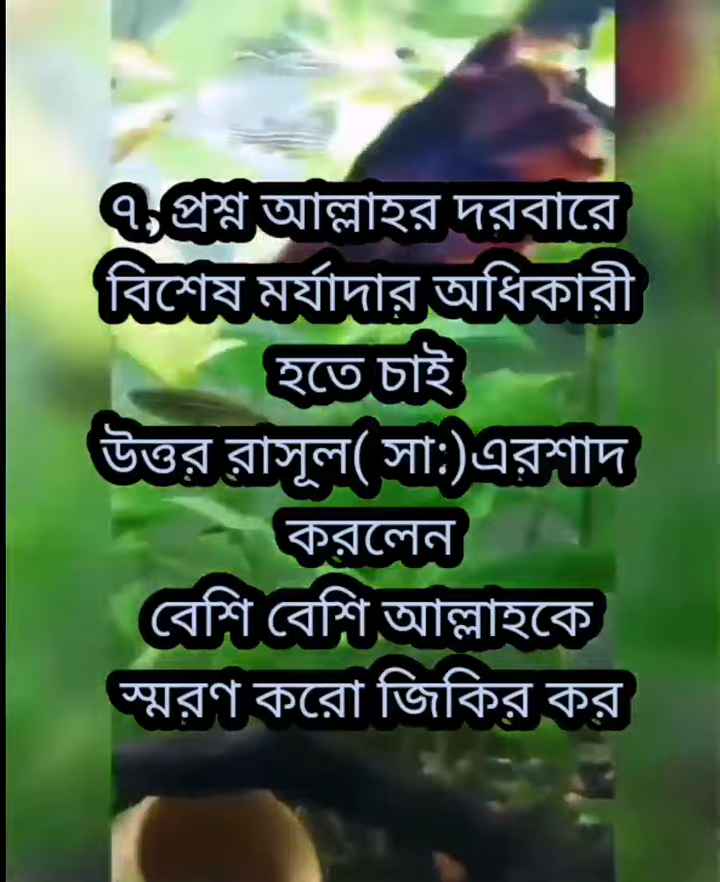 ৭, প্রশ্ন আল্লাহর দরবারে
বিশেষ মর্যাদার অধিকারী
হতে চাই
উত্তর রাসূল( সা:)এরশাদ
করলেন
বেশি বেশি আল্লাহকে
স্মরণ করো জিকির কর